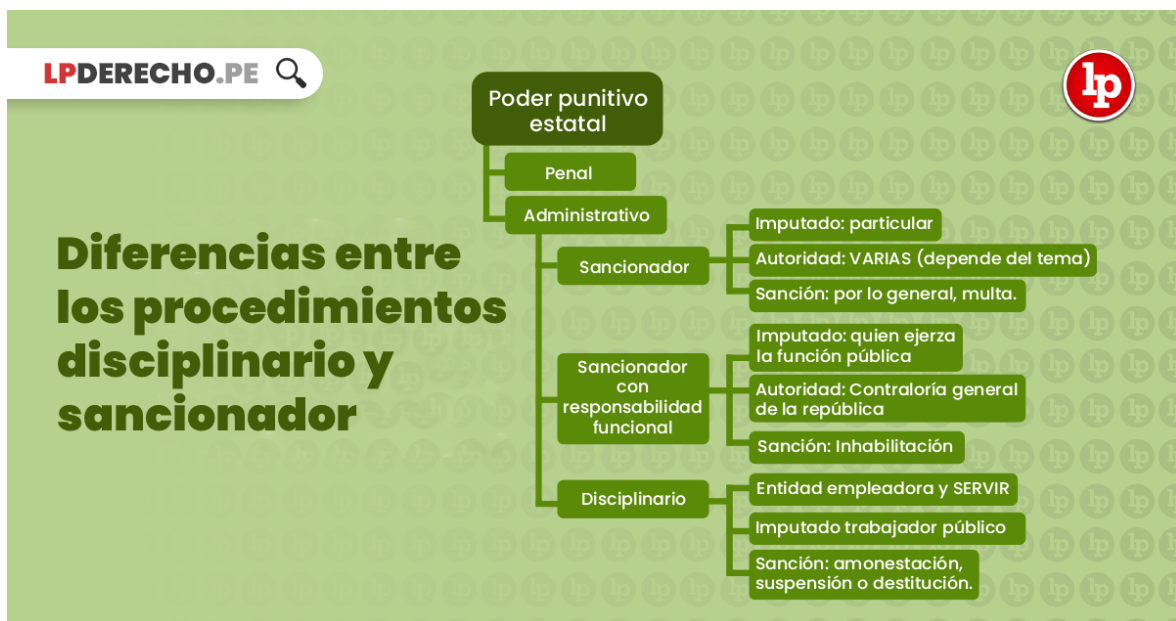 LPDERECHO.PE
lp
Poder punitivo
estatal
Penal
Administrativo
Diferencias entre
los procedimientos
disciplinario y
sancionador
Sancionador
Imputado: particular
Autoridad: VARIAS (depende del tema)
Sanción: por lo general, multa.
Sancionador
con
responsabilidad
funcional
Imputado: quien ejerza
la función pública
Autoridad: Contraloría general
de la república
Sanción: Inhabilitación
Disciplinario
Entidad empleadora y SERVIR
Imputado trabajador público
Sanción: amonestación,
suspensión o destitución.